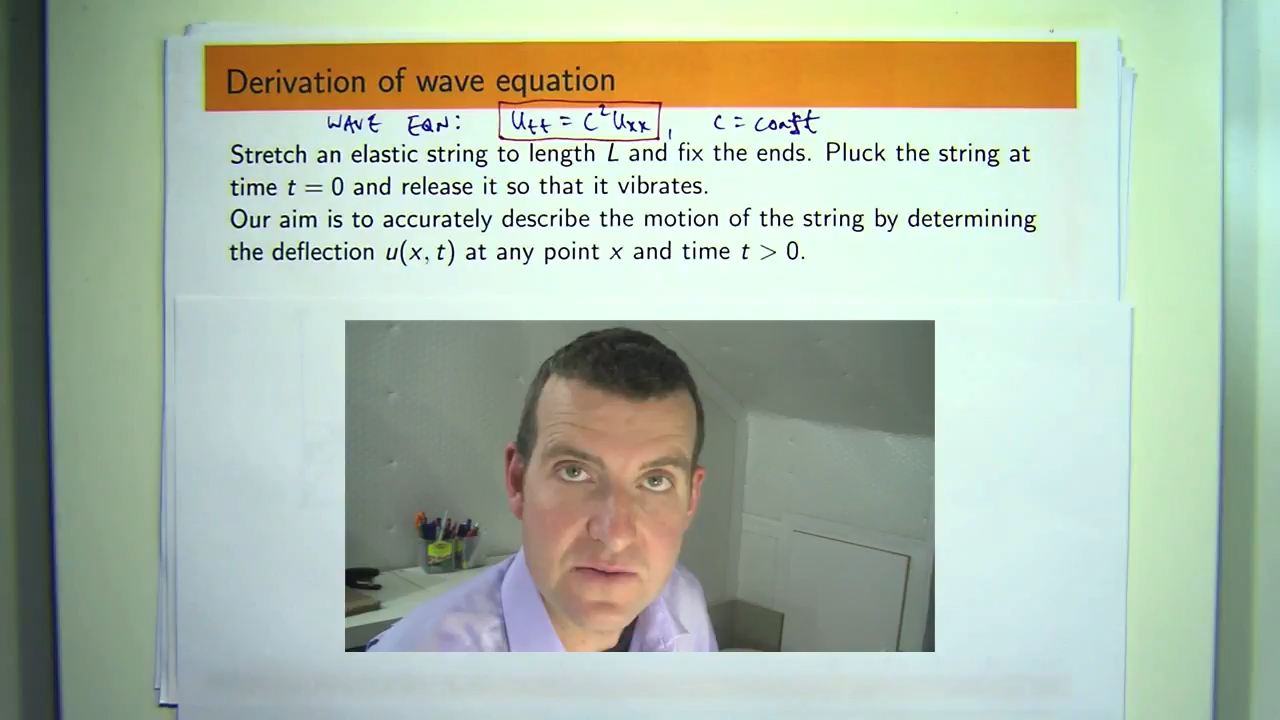 Derivation of wave equation
WAVE EQN: Utt = C²Uxx, C = const
Stretch an elastic string to length L and fix the ends. Pluck the string at
time t = 0 and release it so that it vibrates.
Our aim is to accurately describe the motion of the string by determining
the deflection u(x, t) at any point x and time t > 0.